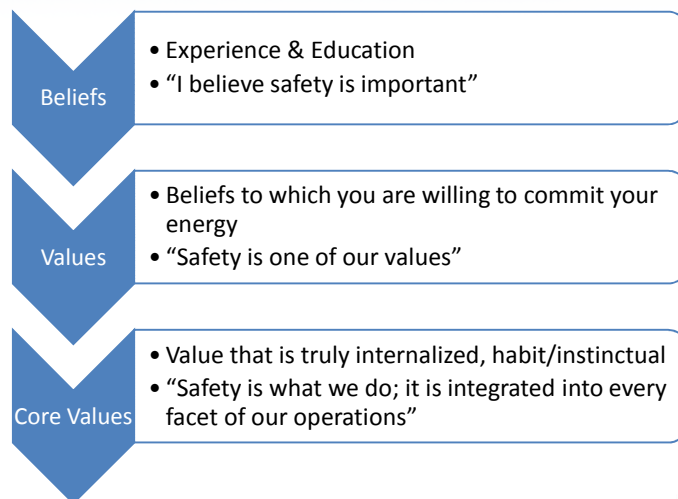 Beliefs
• Experience & Education
• “I believe safety is important”
Values
• Beliefs to which you are willing to commit your
energy
• “Safety is one of our values”
Core Values
• Value that is truly internalized, habit/instinctual
• “Safety is what we do; it is integrated into every
facet of our operations”